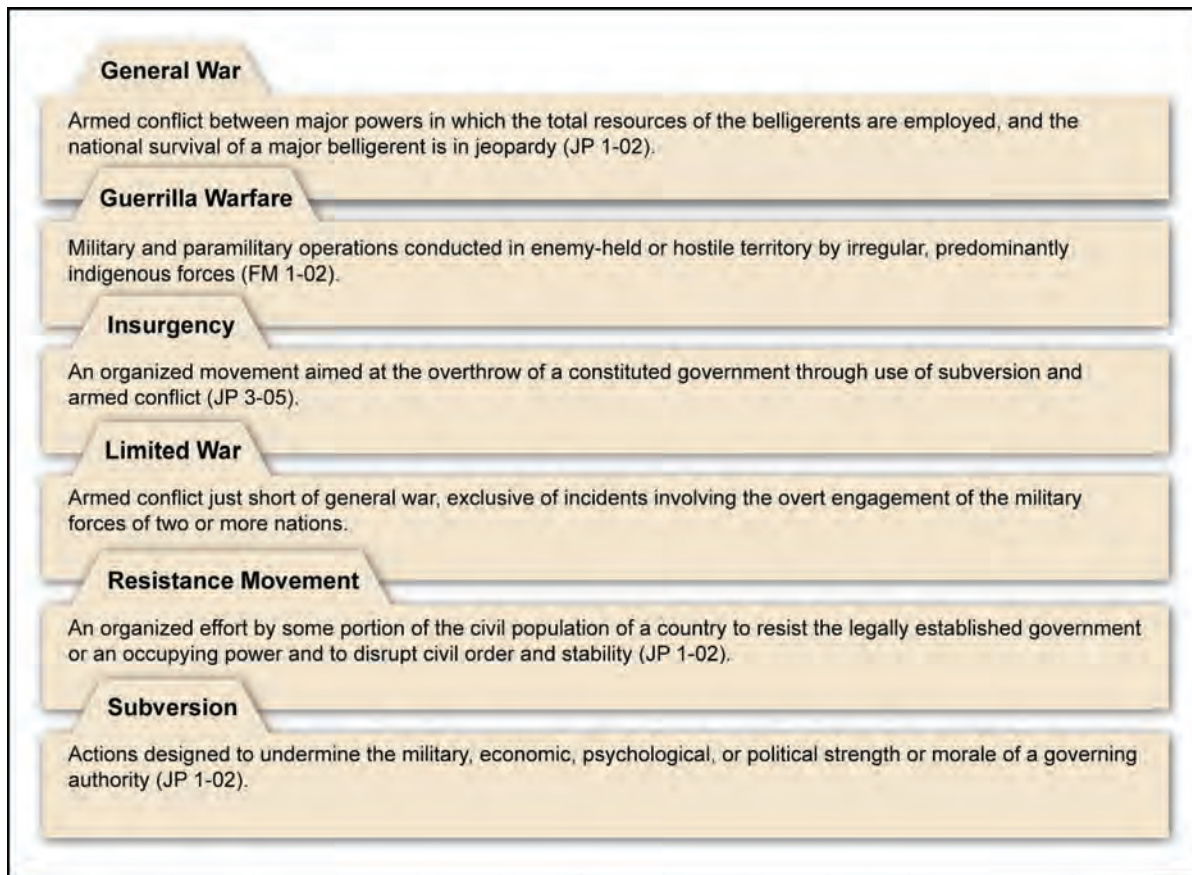 General War
Armed conflict between major powers in which the total resources of the belligerents are employed, and the
national survival of a major belligerent is in jeopardy (JP 1-02).
Guerrilla Warfare
Military and paramilitary operations conducted in enemy-held or hostile territory by irregular, predominantly
indigenous forces (FM 1-02).
Insurgency
An organized movement aimed at the overthrow of a constituted government through use of subversion and
armed conflict (JP 3-05).
Limited War
Armed conflict just short of general war, exclusive of incidents involving the overt engagement of the military
forces of two or more nations.
Resistance Movement
An organized effort by some portion of the civil population of a country to resist the legally established government
or an occupying power and to disrupt civil order and stability (JP 1-02).
Subversion
Actions designed to undermine the military, economic, psychological, or political strength or morale of a governing
authority (JP 1-02).